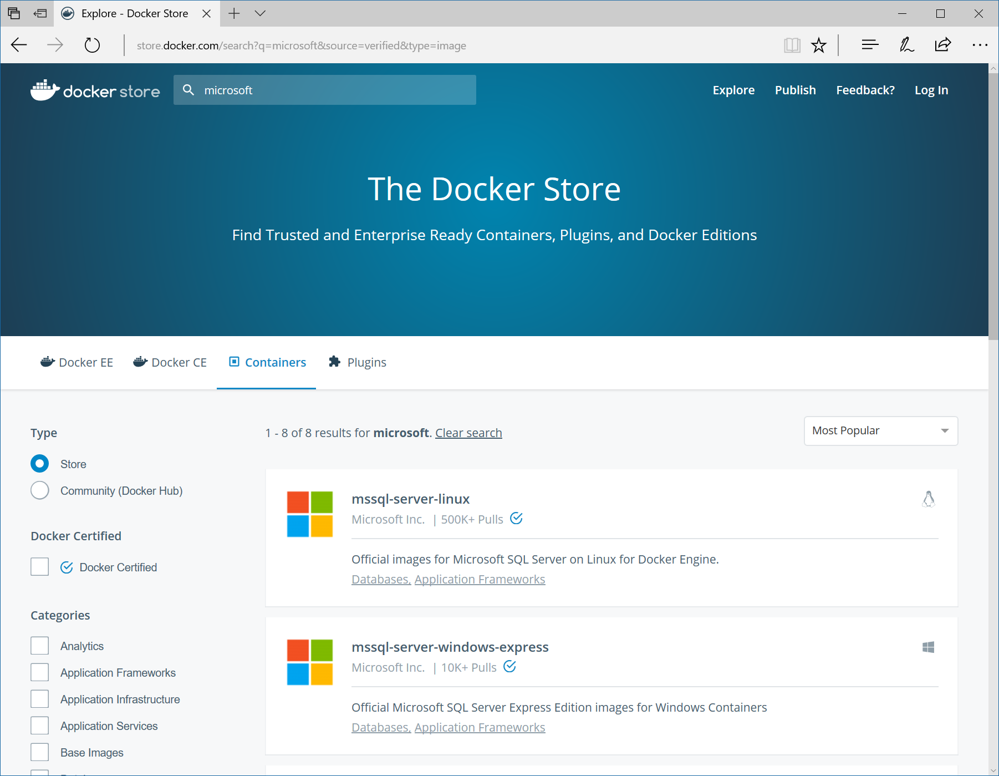 Explore - Docker Store
store.docker.com/search?q=microsoft&source=verified&type=image
docker store
microsoft
Explore Publish Feedback? Log In
The Docker Store
Find Trusted and Enterprise Ready Containers, Plugins, and Docker Editions
Docker EE Docker CE Containers Plugins
Type
Store
Community (Docker Hub)
Docker Certified
Docker Certified
Categories
Analytics
Application Frameworks
Application Infrastructure
Application Services
Base Images
1 - 8 of 8 results for microsoft. Clear search
Most Popular
mssql-server-linux
Microsoft Inc. | 500K+ Pulls
Official images for Microsoft SQL Server on Linux for Docker Engine.
Databases, Application Frameworks
mssql-server-windows-express
Microsoft Inc. | 10K+ Pulls
Official Microsoft SQL Server Express Edition images for Windows Containers
Databases, Application Frameworks